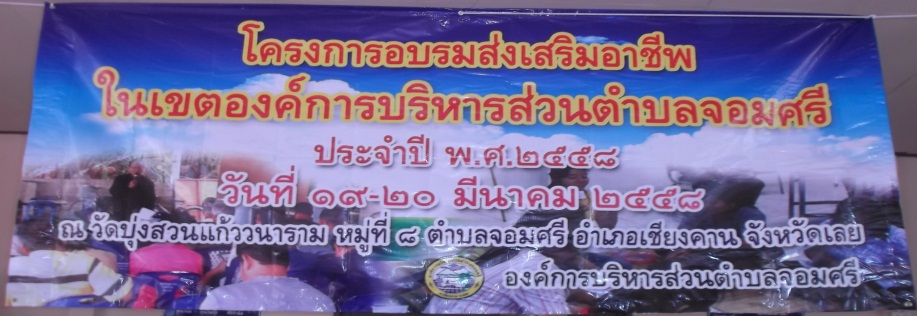 โครงการอบรมส่งเสริมอาชีพ
ในเขตองค์การบริหารส่วนตำบลจอมศรี
ประจำปี พ.ศ.๒๕๕๘
วันที่ ๑๙-๒๐ มีนาคม ๒๕๕๘
ณ วัดบุ่งสวนแก้ววนาราม หมู่ที่ ๘ ตำบลจอมศรี อำเภอเชียงคาน จังหวัดเลย
องค์การบริหารส่วนตำบลจอมศรี